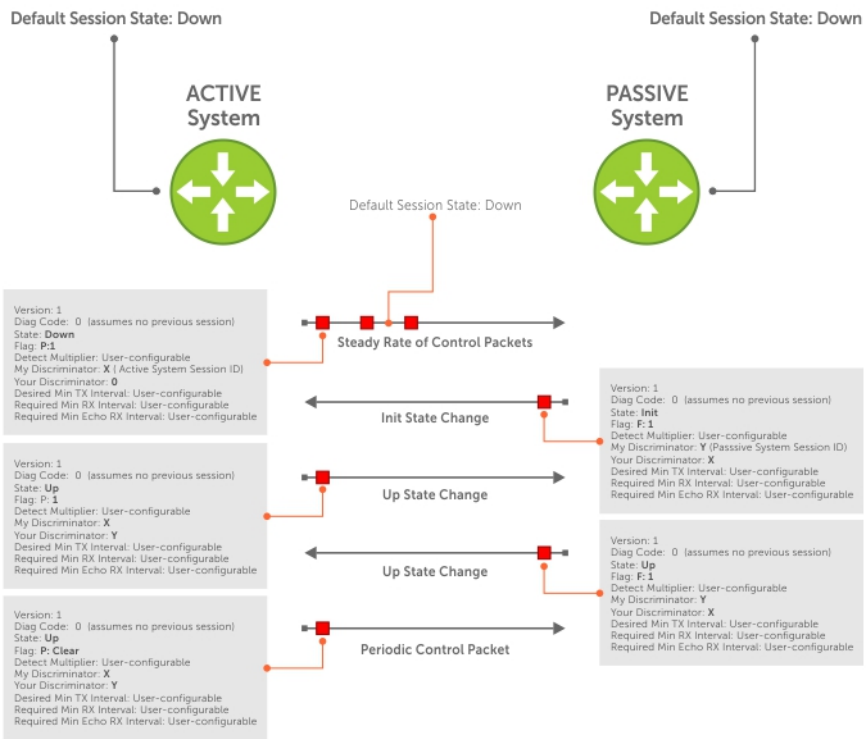 Default Session State: Down
Default Session State: Down
ACTIVE
System
PASSIVE
System
Default Session State: Down
Version: 1
Diag Code: 0 (assumes no previous session)
State: Down
Flag: P:1
Detect Multiplier: User-configurable
My Discriminator: X ( Active System Session ID)
Your Discriminator: 0
Desired Min TX Interval: User-configurable
Required Min RX Interval: User-configurable
Required Min Echo RX Interval: User-configurable
Steady Rate of Control Packets
Init State Change
Version: 1
Diag Code: 0 (assumes no previous session)
State: Init
Flag: F: 1
Detect Multiplier: User-configurable
My Discriminator: Y (Passsive System Session ID)
Your Discriminator: X
Desired Min TX Interval: User-configurable
Required Min RX Interval: User-configurable
Required Min Echo RX Interval: User-configurable
Version: 1
Diag Code: 0 (assumes no previous session)
State: Up
Flag: P: 1
Detect Multiplier: User-configurable
My Discriminator: X
Your Discriminator: Y
Desired Min TX Interval: User-configurable
Required Min RX Interval: User-configurable
Required Min Echo RX Interval: User-configurable
Up State Change
Up State Change
Version: 1
Diag Code: 0 (assumes no previous session)
State: Up
Flag: F: 1
Detect Multiplier: User-configurable
My Discriminator: Y
Your Discriminator: X
Desired Min TX Interval: User-configurable
Required Min RX Interval: User-configurable
Required Min Echo RX Interval: User-configurable
Version: 1
Diag Code: 0 (assumes no previous session)
State: Up
Flag: P: Clear
Detect Multiplier: User-configurable
My Discriminator: X
Your Discriminator: Y
Desired Min TX Interval: User-configurable
Required Min RX Interval: User-configurable
Required Min Echo RX Interval: User-configurable
Periodic Control Packet